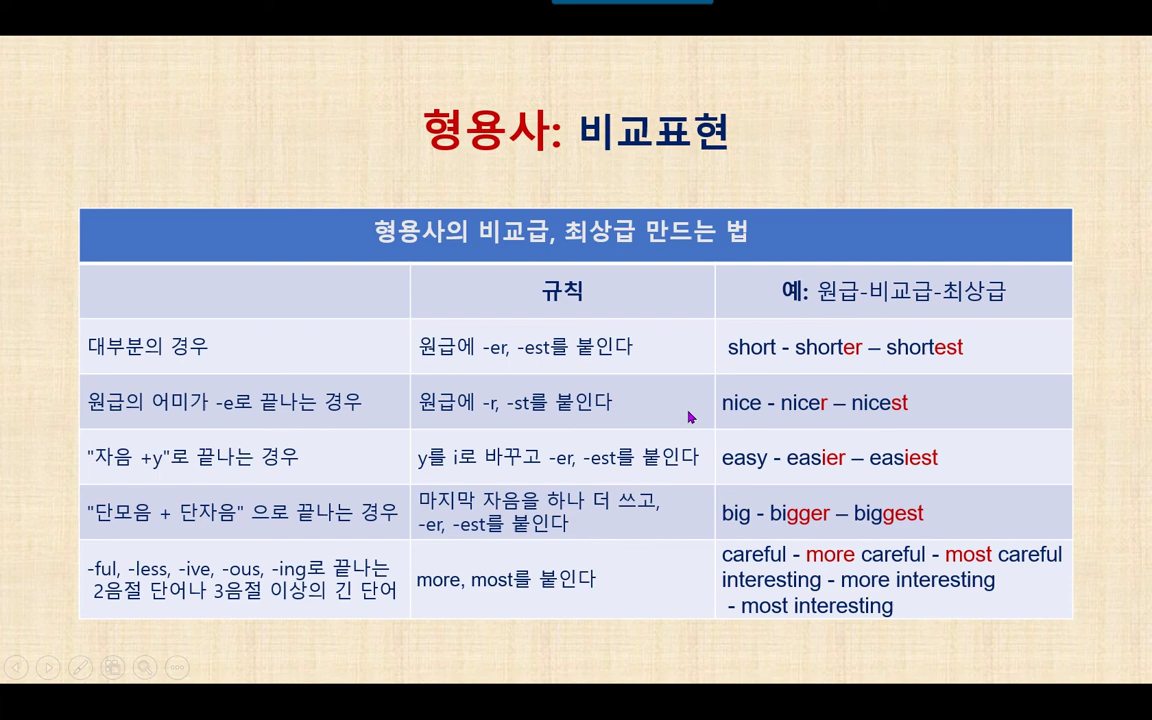 형용사: 비교표현
형용사의 비교급, 최상급 만드는 법
규칙
예: 원급-비교급-최상급
대부분의 경우
원급에 -er, -est를 붙인다
short - shorter – shortest
원급의 어미가 -e로 끝나는 경우
원급에 -r, -st를 붙인다
nice - nicer – nicest
"자음 +y"로 끝나는 경우
y를 i로 바꾸고 -er, -est를 붙인다
easy - easier – easiest
"단모음 + 단자음" 으로 끝나는 경우
마지막 자음을 하나 더 쓰고,
-er, -est를 붙인다
big - bigger – biggest
-ful, -less, -ive, -ous, -ing로 끝나는
2음절 단어나 3음절 이상의 긴 단어
more, most를 붙인다
careful - more careful - most careful
interesting - more interesting
- most interesting